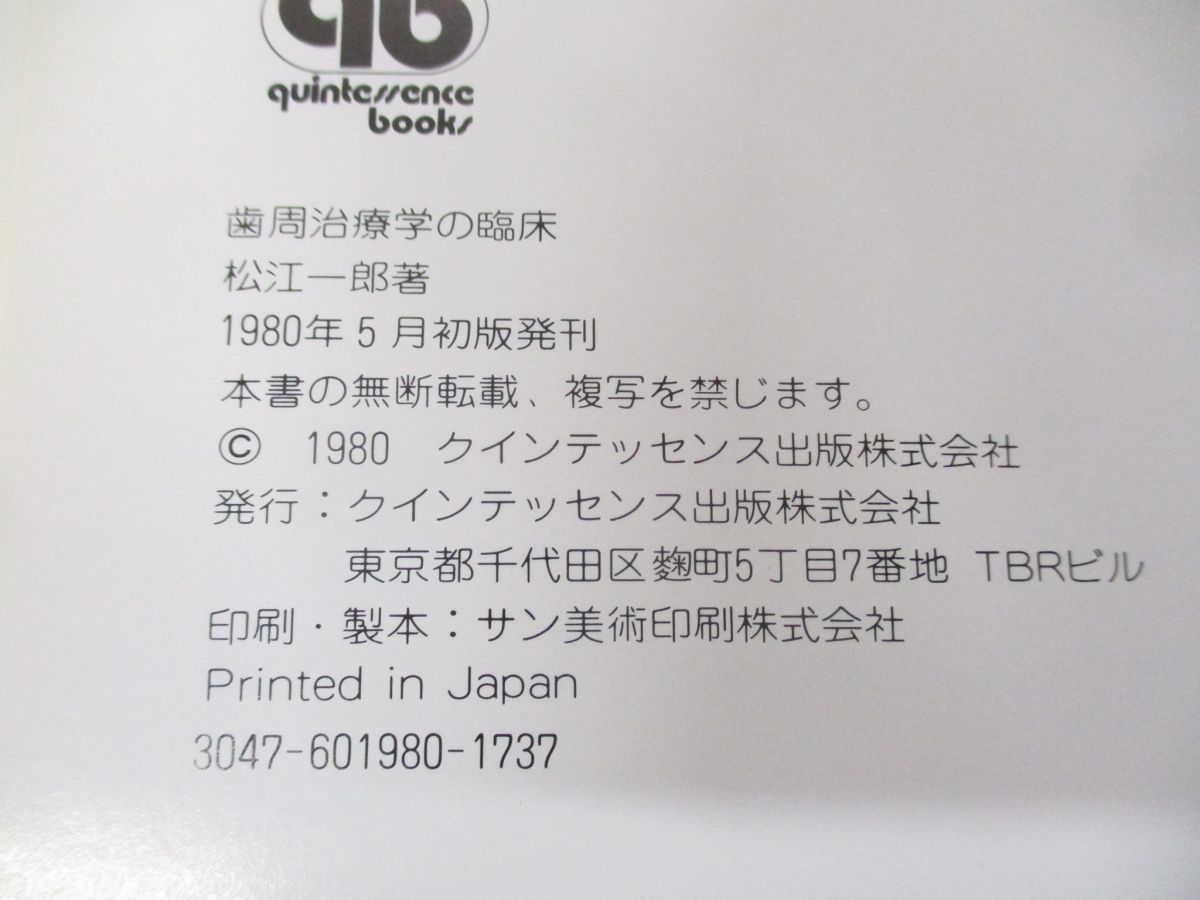 qb
quintessence
books
歯周治療学の臨床
松江一郎著
1980年5月初版発刊
本書の無断転載、複写を禁じます。
© 1980 クインテッセンス出版株式会社
発行：クインテッセンス出版株式会社
東京都千代田区麴町5丁目7番地 TBRビル
印刷・製本：サン美術印刷株式会社
Printed in Japan
3047-601980-1737